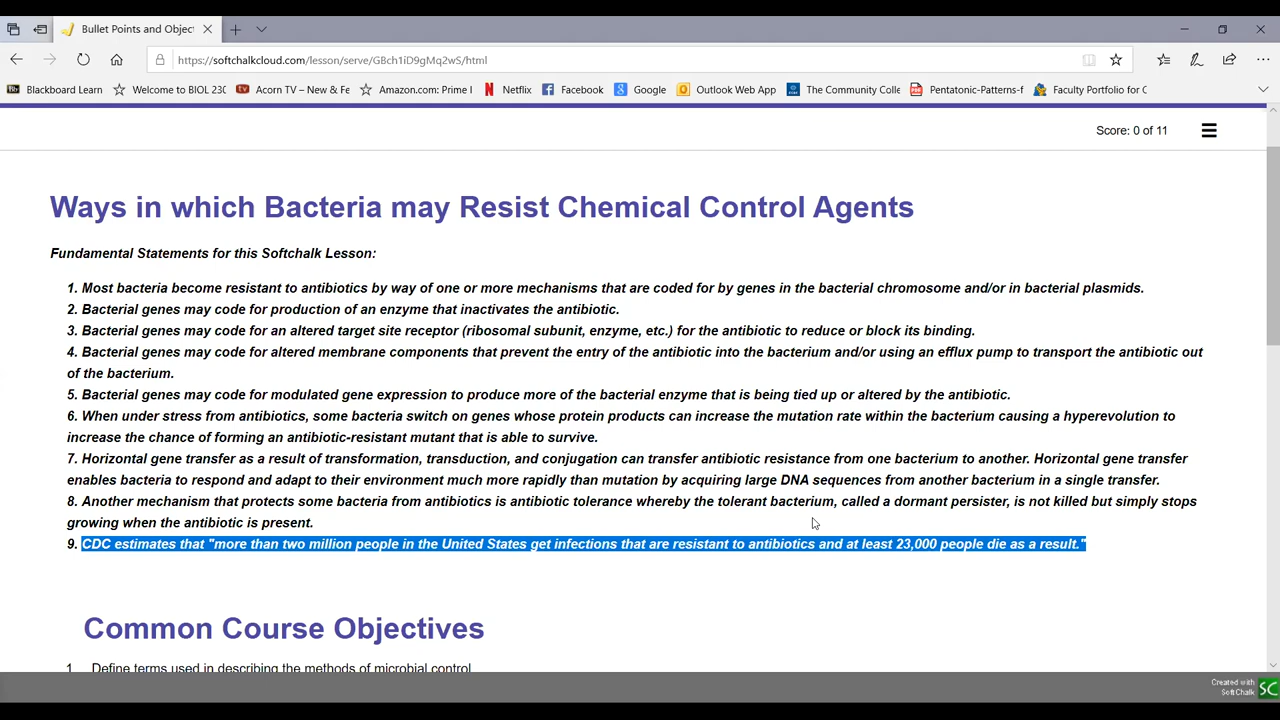 Bullet Points and Objec
https://softchalkcloud.com/lesson/serve/GBch1iD9gMq2wS/html
Blackboard Learn Welcome to BIOL 230 Acorn TV – New & Fe Amazon.com: Prime I Netflix Facebook Google Outlook Web App The Community Colle Pentatonic-Patterns-f Faculty Portfolio for C
Score: 0 of 11
Ways in which Bacteria may Resist Chemical Control Agents
Fundamental Statements for this Softchalk Lesson:
1. Most bacteria become resistant to antibiotics by way of one or more mechanisms that are coded for by genes in the bacterial chromosome and/or in bacterial plasmids.
2. Bacterial genes may code for production of an enzyme that inactivates the antibiotic.
3. Bacterial genes may code for an altered target site receptor (ribosomal subunit, enzyme, etc.) for the antibiotic to reduce or block its binding.
4. Bacterial genes may code for altered membrane components that prevent the entry of the antibiotic into the bacterium and/or using an efflux pump to transport the antibiotic out
of the bacterium.
5. Bacterial genes may code for modulated gene expression to produce more of the bacterial enzyme that is being tied up or altered by the antibiotic.
6. When under stress from antibiotics, some bacteria switch on genes whose protein products can increase the mutation rate within the bacterium causing a hyperevolution to
increase the chance of forming an antibiotic-resistant mutant that is able to survive.
7. Horizontal gene transfer as a result of transformation, transduction, and conjugation can transfer antibiotic resistance from one bacterium to another. Horizontal gene transfer
enables bacteria to respond and adapt to their environment much more rapidly than mutation by acquiring large DNA sequences from another bacterium in a single transfer.
8. Another mechanism that protects some bacteria from antibiotics is antibiotic tolerance whereby the tolerant bacterium, called a dormant persister, is not killed but simply stops
growing when the antibiotic is present.
9. CDC estimates that "more than two million people in the United States get infections that are resistant to antibiotics and at least 23,000 people die as a result."
Common Course Objectives
1. Define terms used in describing the methods of microbial control
Created with
SoftChalk SC